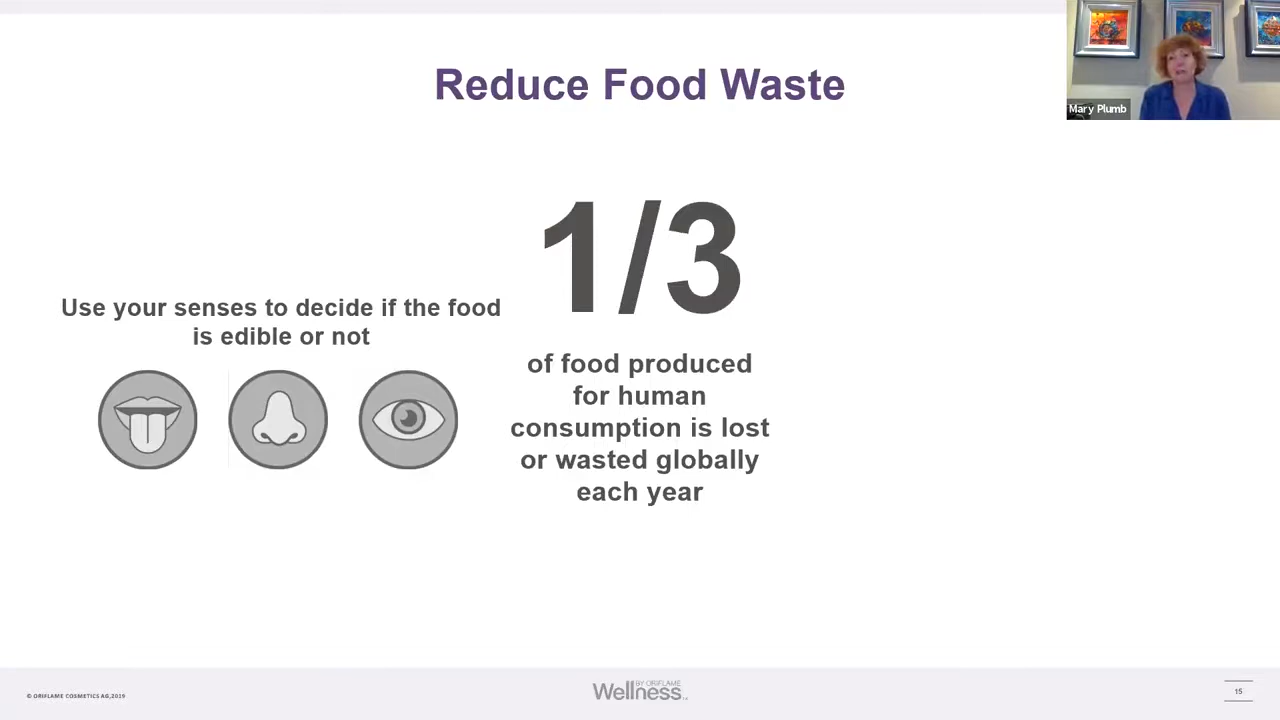 Reduce Food Waste
Mary Plumb
Use your senses to decide if the food
is edible or not
1/3
of food produced
for human
consumption is lost
or wasted globally
each year
© ORIFLAME COSMETICS AG,2019
BY ORIFLAME
Wellness
15